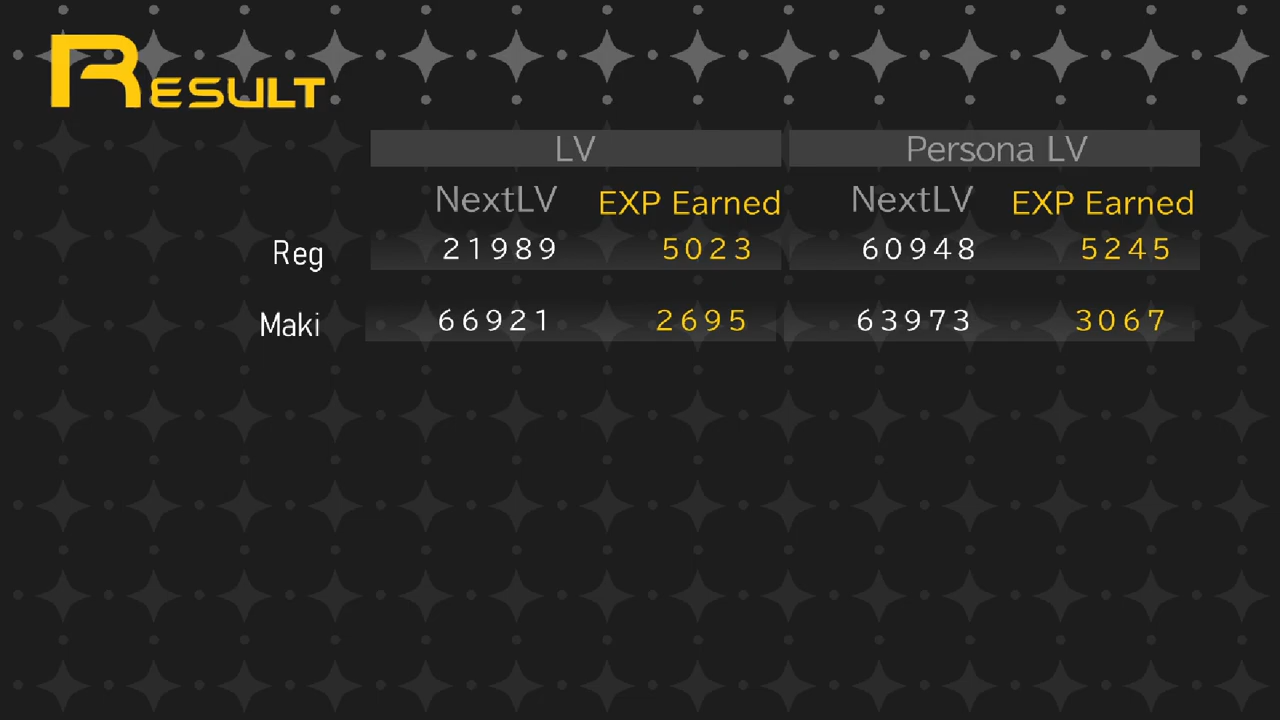 RESULT
LV Persona LV
NextLV EXP Earned NextLV EXP Earned
Reg 21989 5023 60948 5245
Maki 66921 2695 63973 3067